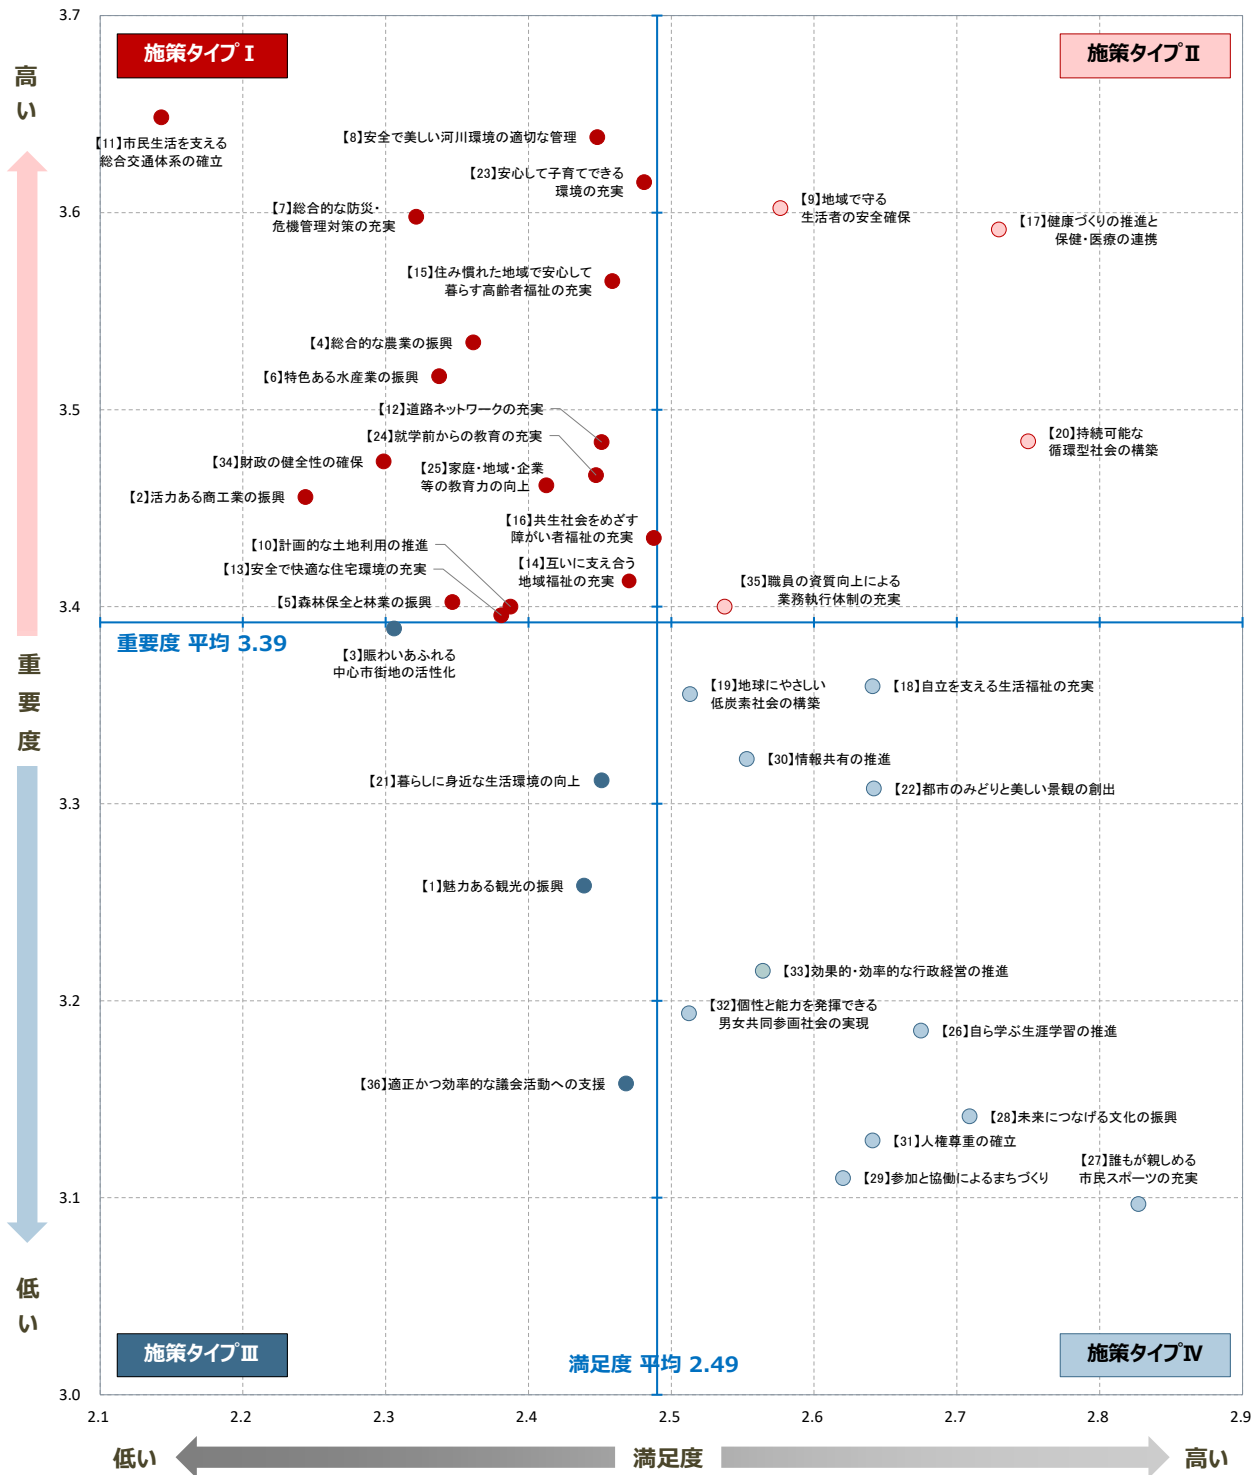 3.7
施策タイプⅠ
施策タイプⅡ
高い
【11】市民生活を支える
総合交通体系の確立
【8】安全で美しい河川環境の適切な管理
【23】安心して子育てできる
環境の充実
【7】総合的な防災・
危機管理対策の充実
【9】地域で守る
生活者の安全確保
【17】健康づくりの推進と
保健・医療の連携
3.6
【15】住み慣れた地域で安心して
暮らす高齢者福祉の充実
【4】総合的な農業の振興
【6】特色ある水産業の振興
【12】道路ネットワークの充実
3.5
【24】就学前からの教育の充実
【20】持続可能な
循環型社会の構築
【34】財政の健全性の確保
【25】家庭・地域・企業
等の教育力の向上
【2】活力ある商工業の振興
【16】共生社会をめざす
障がい者福祉の充実
【10】計画的な土地利用の推進
【14】互いに支え合う
地域福祉の充実
【13】安全で快適な住宅環境の充実
【35】職員の資質向上による
業務執行体制の充実
【5】森林保全と林業の振興
3.4
重要度 平均 3.39
重要度
【3】賑わいあふれる
中心市街地の活性化
【19】地球にやさしい
低炭素社会の構築
【18】自立を支える生活福祉の充実
【30】情報共有の推進
【21】暮らしに身近な生活環境の向上
【22】都市のみどりと美しい景観の創出
3.3
【1】魅力ある観光の振興
【33】効果的・効率的な行政経営の推進
3.2
【32】個性と能力を発揮できる
男女共同参画社会の実現
【26】自ら学ぶ生涯学習の推進
【36】適正かつ効率的な議会活動への支援
【28】未来につなげる文化の振興
【31】人権尊重の確立
【27】誰もが親しめる
市民スポーツの充実
【29】参加と協働によるまちづくり
3.1
低い
施策タイプⅢ
満足度 平均 2.49
施策タイプⅣ
3.0
2.1
2.2
2.3
2.4
2.5
2.6
2.7
2.8
2.9
低い
満足度
高い